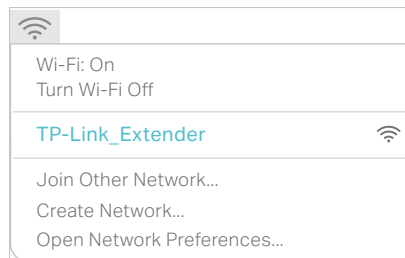 Wi-Fi: On
Turn Wi-Fi Off
TP-Link_Extender
Join Other Network...
Create Network...
Open Network Preferences...